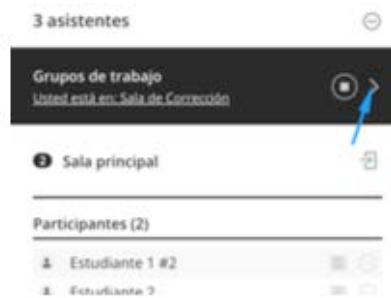 3 asistentes
Grupos de trabajo
Usted está en: Sala de Corrección
2 Sala principal
Participantes (2)
Estudiante 1 #2
Estudiante 2